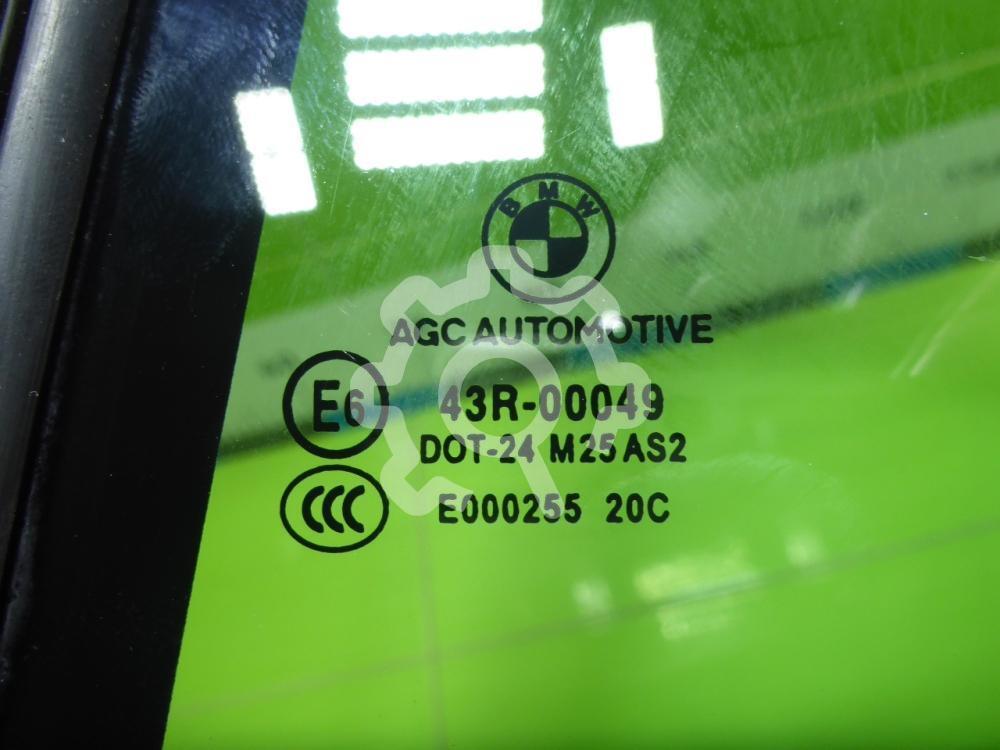 BMW
AGC AUTOMOTIVE
E6 43R-00049
DOT-24 M25 AS2
CCC E000255 20C